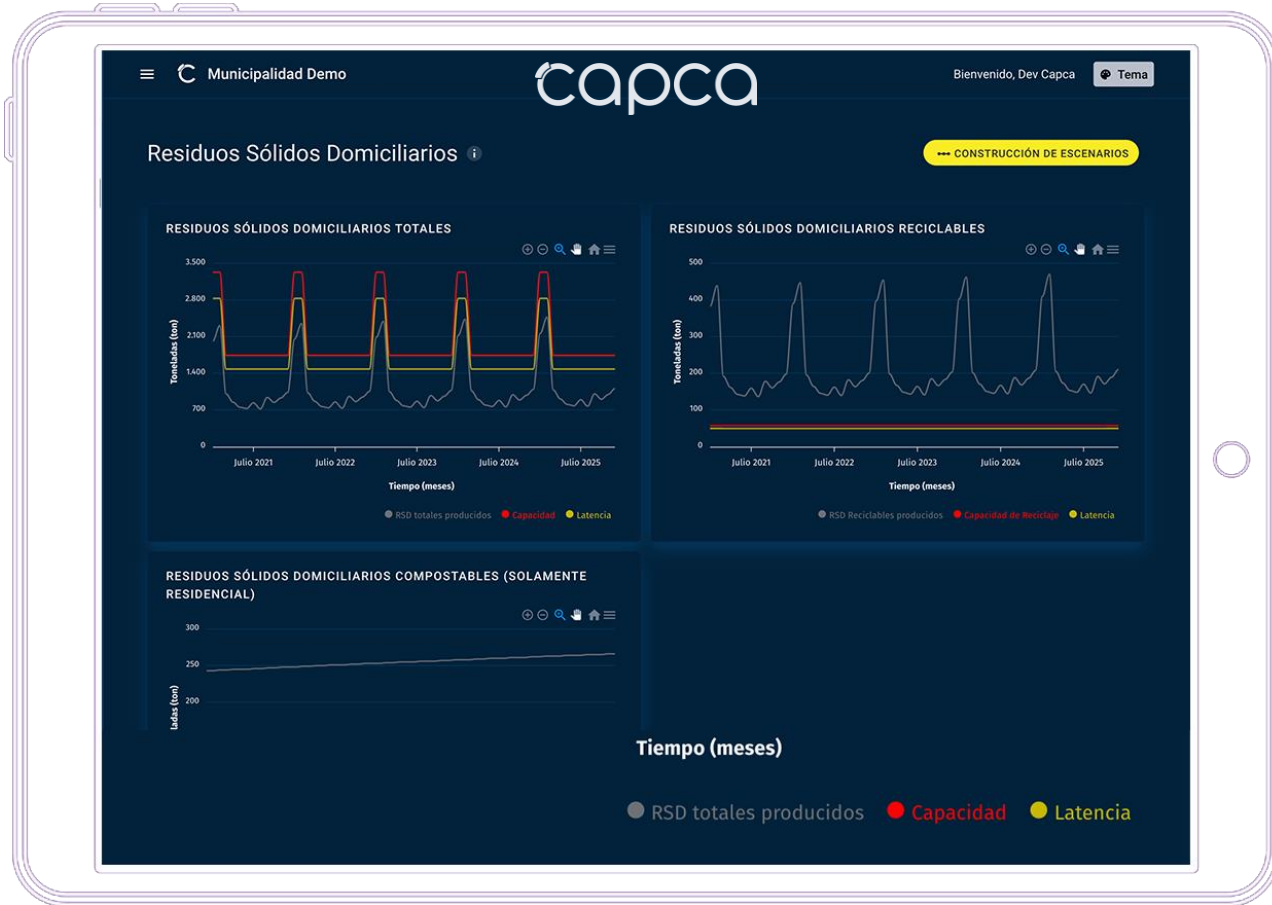 Municipalidad Demo
capca
Bienvenido, Dev Capca
Tema
Residuos Sólidos Domiciliarios
CONSTRUCCIÓN DE ESCENARIOS
RESIDUOS SÓLIDOS DOMICILIARIOS TOTALES
3.500
2.800
2.100
1.400
700
0
Toneladas (ton)
Julio 2021 Julio 2022 Julio 2023 Julio 2024 Julio 2025
Tiempo (meses)
RSD totales producidos Capacidad Latencia
RESIDUOS SÓLIDOS DOMICILIARIOS RECICLABLES
500
400
300
200
100
0
Toneladas (ton)
Julio 2021 Julio 2022 Julio 2023 Julio 2024 Julio 2025
Tiempo (meses)
RSD Reciclables producidos Capacidad de Reciclaje Latencia
RESIDUOS SÓLIDOS DOMICILIARIOS COMPOSTABLES (SOLAMENTE
RESIDENCIAL)
300
250
200
ladas (ton)
Tiempo (meses)
RSD totales producidos Capacidad Latencia